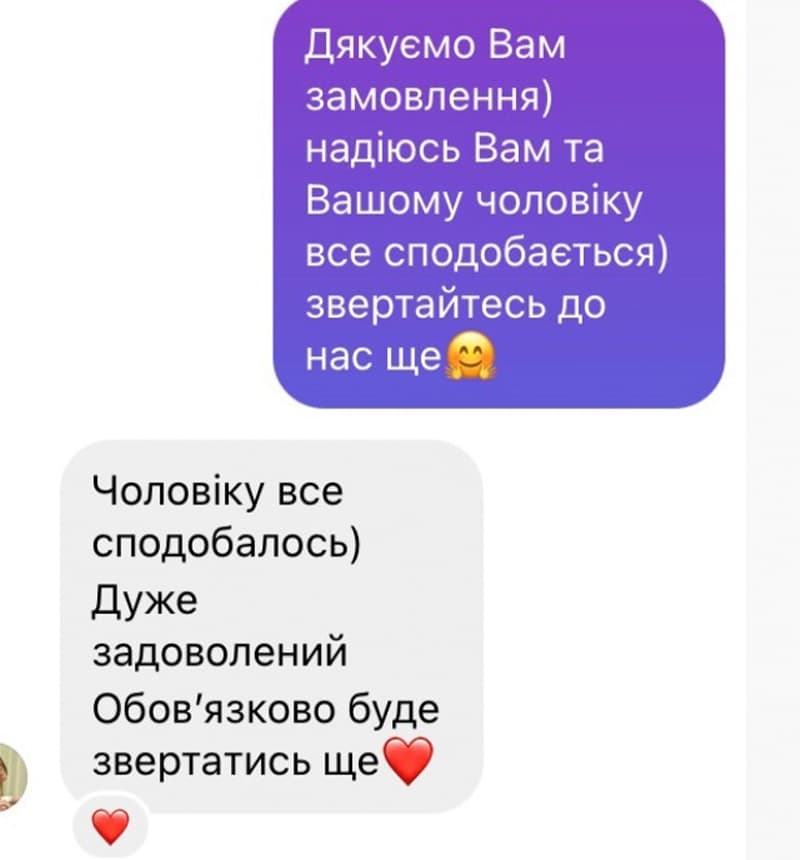 Дякуємо Вам
замовлення)
надіюсь Вам та
Вашому чоловіку
все сподобається)
звертайтесь до
нас ще🤗
Чоловіку все
сподобалось)
Дуже
задоволений
Обов’язково буде
звертатись ще❤️
❤️